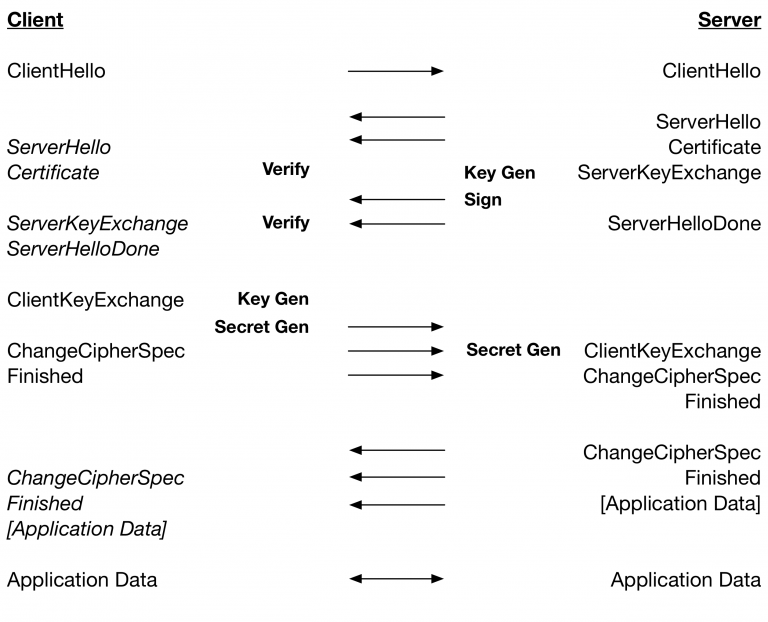 Client Server
ClientHello ClientHello
ServerHello
ServerHello Certificate
Certificate Verify Key Gen ServerKeyExchange
Sign
ServerKeyExchange Verify ServerHelloDone
ServerHelloDone
ClientKeyExchange Key Gen
Secret Gen
ChangeCipherSpec Secret Gen ClientKeyExchange
Finished ChangeCipherSpec
Finished
ChangeCipherSpec
ChangeCipherSpec Finished
Finished [Application Data]
[Application Data]
Application Data Application Data